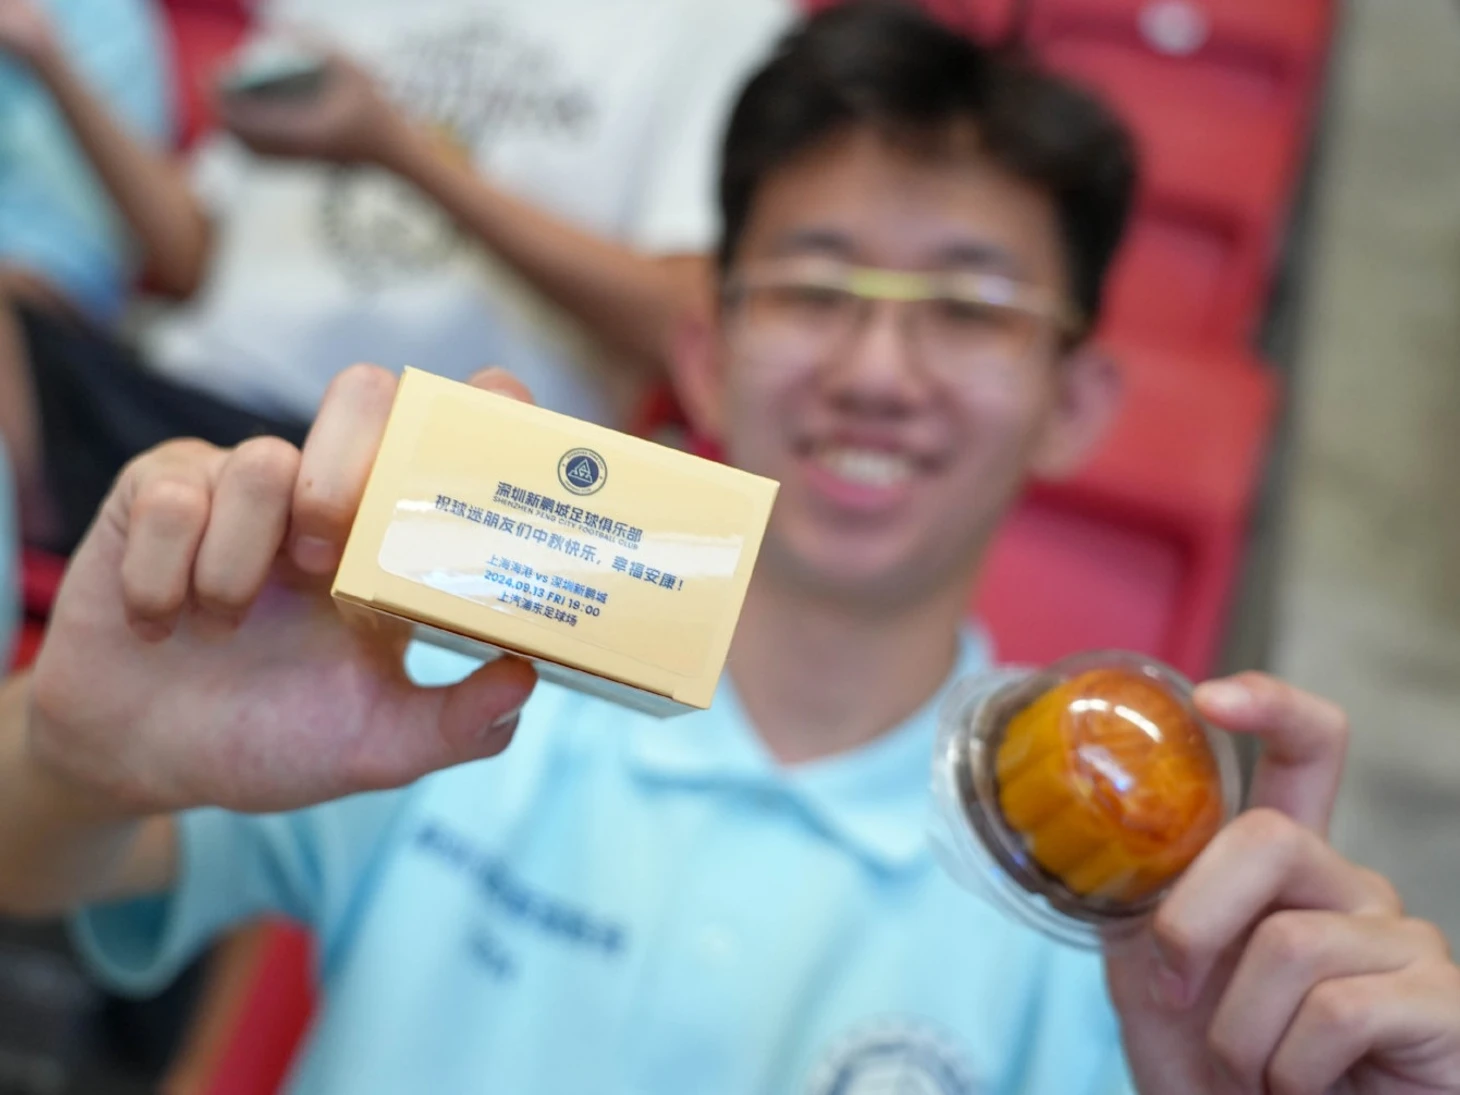 深圳新鹏城足球俱乐部
SHENZHEN PENG CITY FOOTBALL CLUB
祝球迷朋友们中秋快乐，幸福安康！
上海海港 vs 深圳新鹏城
2024.09.13 FRI 19:00
上汽浦东足球场